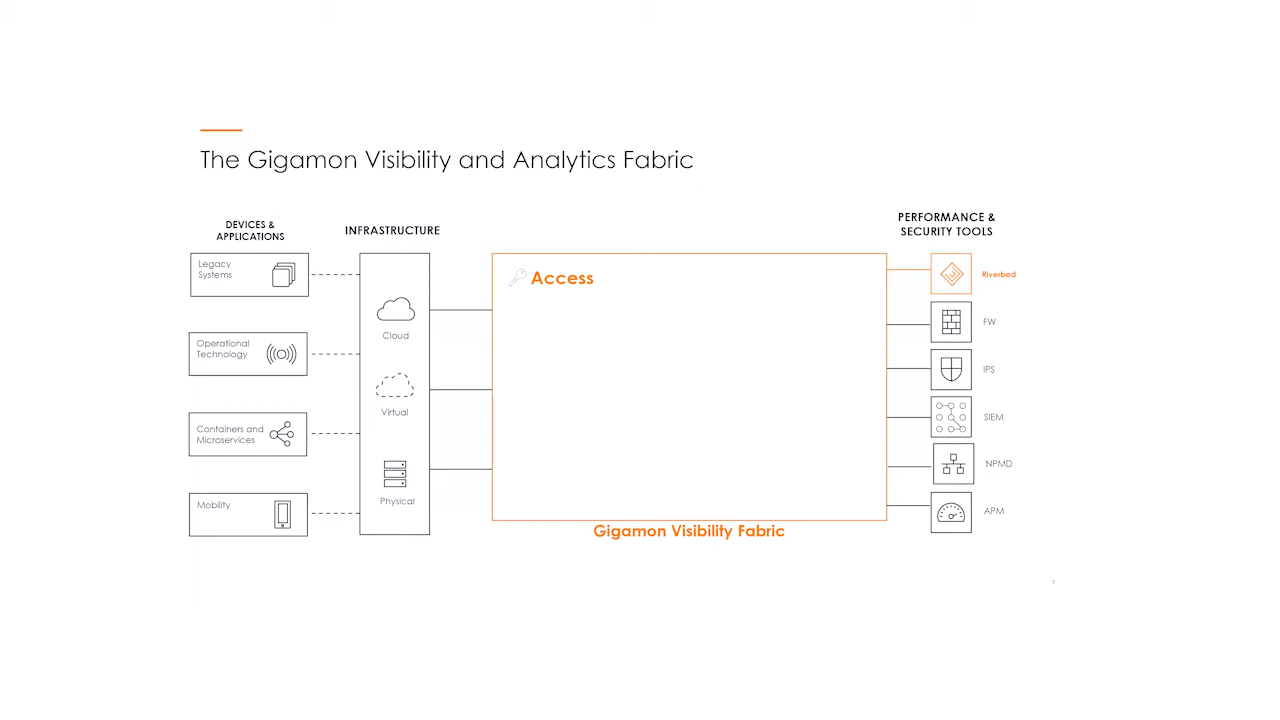 The Gigamon Visibility and Analytics Fabric
DEVICES &
APPLICATIONS
INFRASTRUCTURE
PERFORMANCE &
SECURITY TOOLS
Legacy
Systems
Operational
Technology
Containers and
Microservices
Mobility
Cloud
Virtual
Physical
Access
Gigamon Visibility Fabric
Riverbed
FW
IPS
SIEM
NPMD
APM
7